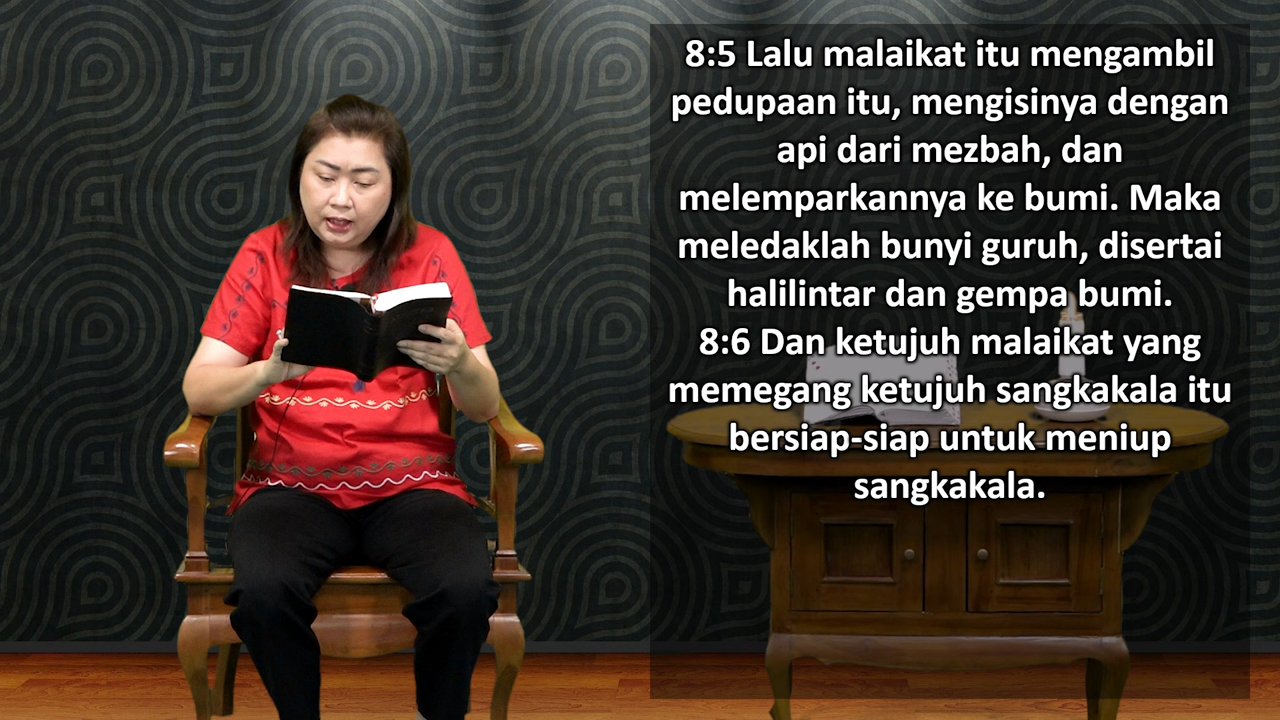 8:5 Lalu malaikat itu mengambil
pedupaan itu, mengisinya dengan
api dari mezbah, dan
melemparkannya ke bumi. Maka
meledaklah bunyi guruh, disertai
halilintar dan gempa bumi.
8:6 Dan ketujuh malaikat yang
memegang ketujuh sangkakala itu
bersiap-siap untuk meniup
sangkakala.